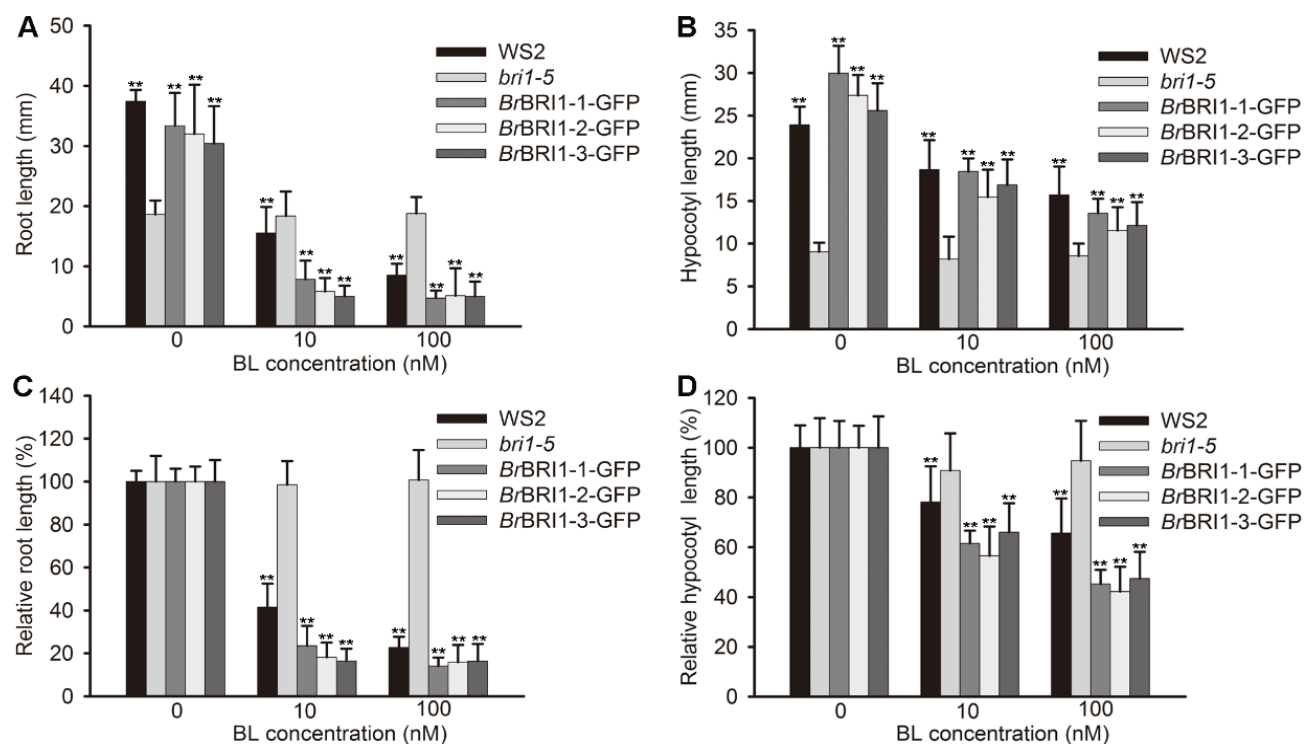 A
50
40
30
20
10
0
Root length (mm)
** ** ** **
** ** ** **
** ** ** **
0 10 100
BL concentration (nM)
WS2
bri1-5
BrBRI1-1-GFP
BrBRI1-2-GFP
BrBRI1-3-GFP
B
35
30
25
20
15
10
5
0
Hypocotyl length (mm)
** ** ** **
** ** ** **
** ** ** **
0 10 100
BL concentration (nM)
WS2
bri1-5
BrBRI1-1-GFP
BrBRI1-2-GFP
BrBRI1-3-GFP
C
140
120
100
80
60
40
20
0
Relative root length (%)
** ** ** **
** ** ** **
0 10 100
BL concentration (nM)
WS2
bri1-5
BrBRI1-1-GFP
BrBRI1-2-GFP
BrBRI1-3-GFP
D
120
100
80
60
40
20
0
Relative hypocotyl length (%)
** ** ** **
** ** ** **
0 10 100
BL concentration (nM)
WS2
bri1-5
BrBRI1-1-GFP
BrBRI1-2-GFP
BrBRI1-3-GFP